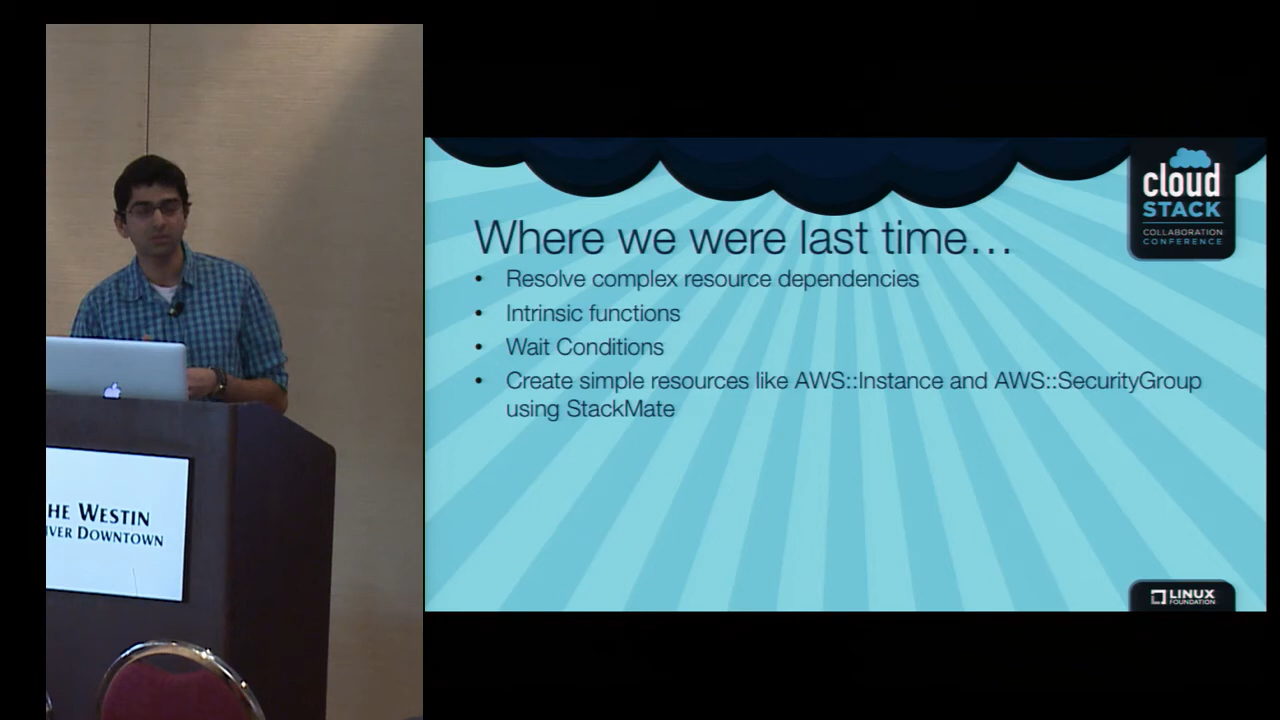 Where we were last time…
• Resolve complex resource dependencies
• Intrinsic functions
• Wait Conditions
• Create simple resources like AWS::Instance and AWS::SecurityGroup
using StackMate
cloud
STACK
COLLABORATION
CONFERENCE
LINUX
FOUNDATION
HE WESTIN
VER DOWNTOWN